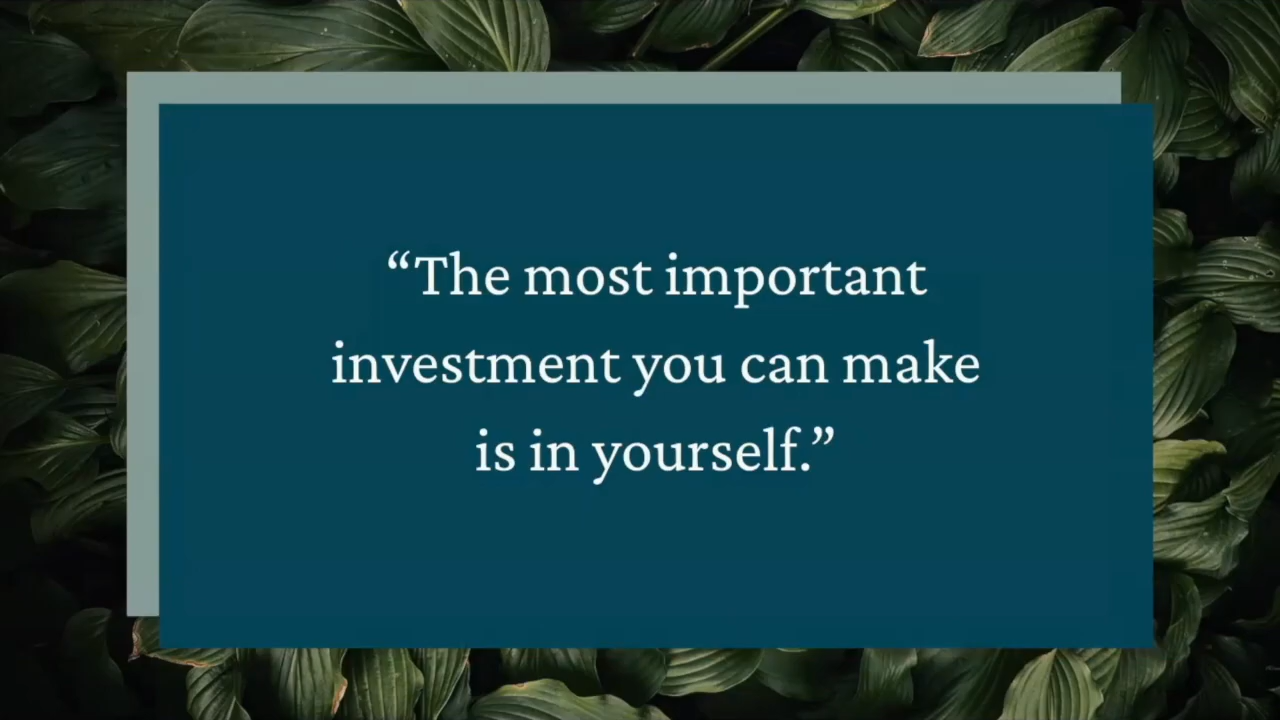 “The most important
investment you can make
is in yourself.”